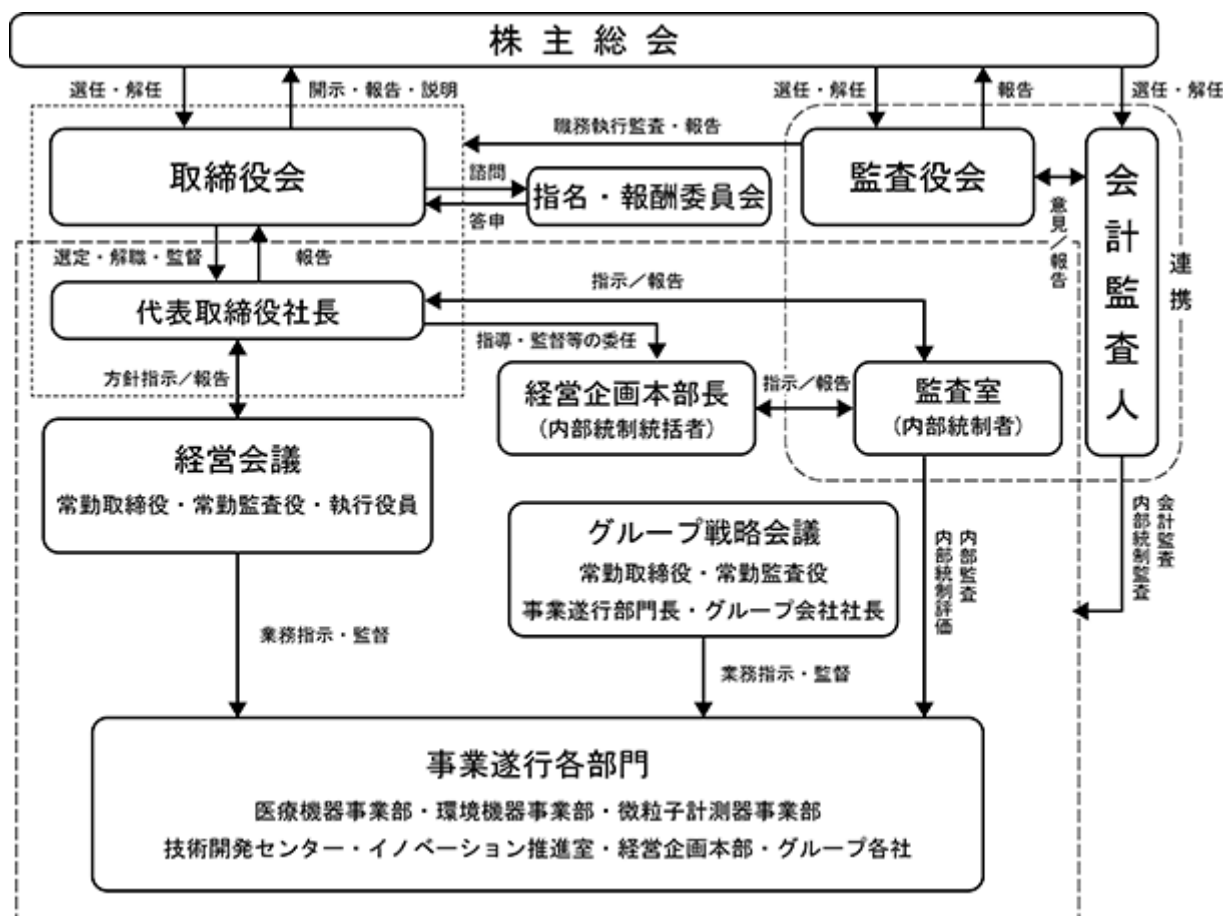 株主総会
選任・解任
開示・報告・説明
選任・解任
報告
選任・解任
取締役会
職務執行監査・報告
諮問
答申
指名・報酬委員会
監査役会
意見／報告
会計監査人
連携
選定・解職・監督
報告
代表取締役社長
指示／報告
指導・監督等の委任
方針指示／報告
経営企画本部長
（内部統制統括者）
指示／報告
監査室
（内部統制者）
経営会議
常勤取締役・常勤監査役・執行役員
グループ戦略会議
常勤取締役・常勤監査役
事業遂行部門長・グループ会社社長
内部監査
内部統制評価
会計監査
内部統制監査
業務指示・監督
業務指示・監督
事業遂行各部門
医療機器事業部・環境機器事業部・微粒子計測器事業部
技術開発センター・イノベーション推進室・経営企画本部・グループ各社